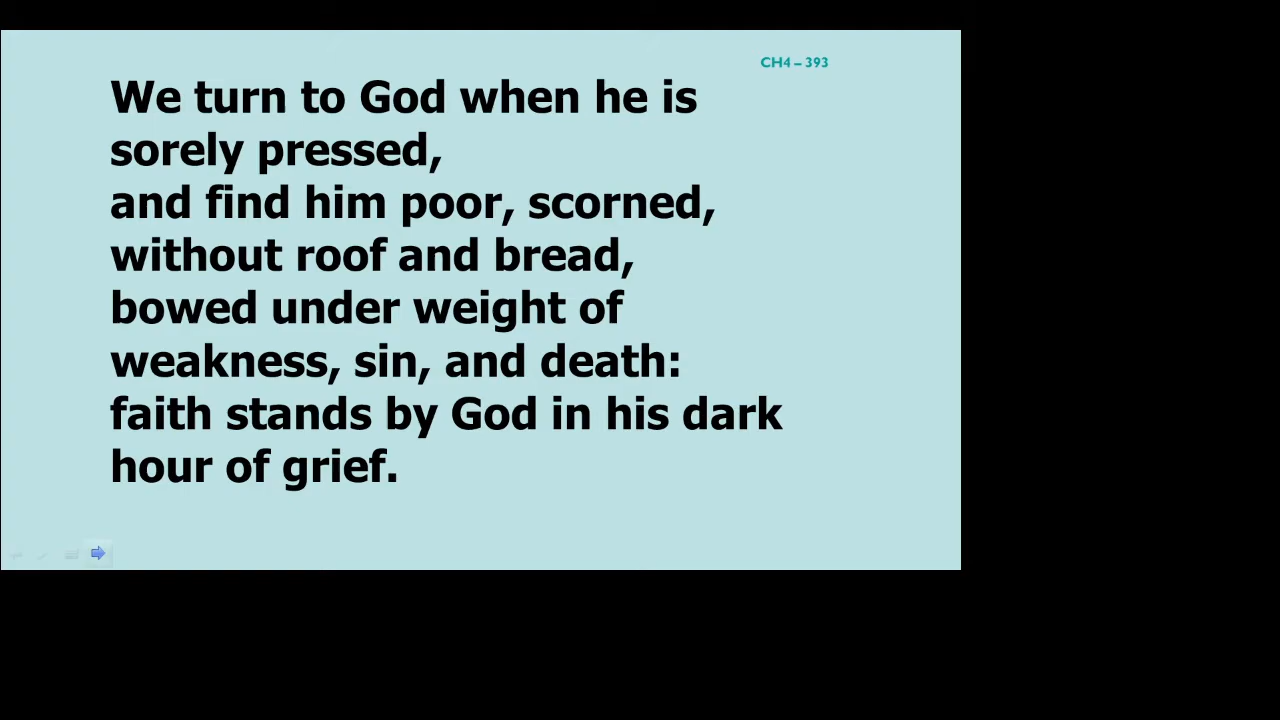 CH4 – 393
We turn to God when he is
sorely pressed,
and find him poor, scorned,
without roof and bread,
bowed under weight of
weakness, sin, and death:
faith stands by God in his dark
hour of grief.